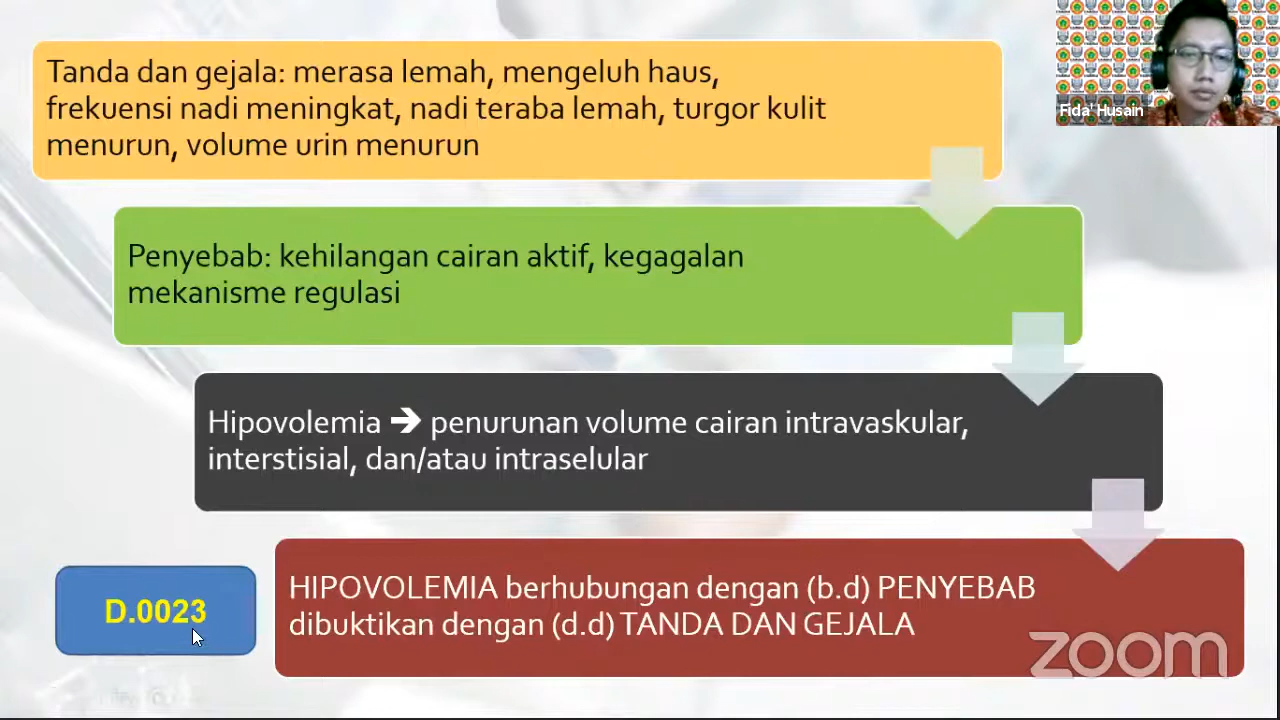 Tanda dan gejala: merasa lemah, mengeluh haus,
frekuensi nadi meningkat, nadi teraba lemah, turgor kulit
menurun, volume urin menurun
Fida' Husain
Penyebab: kehilangan cairan aktif, kegagalan
mekanisme regulasi
Hipovolemia ➔ penurunan volume cairan intravaskular,
interstisial, dan/atau intraselular
D.0023
HIPOVOLEMIA berhubungan dengan (b.d) PENYEBAB
dibuktikan dengan (d.d) TANDA DAN GEJALA
zoom